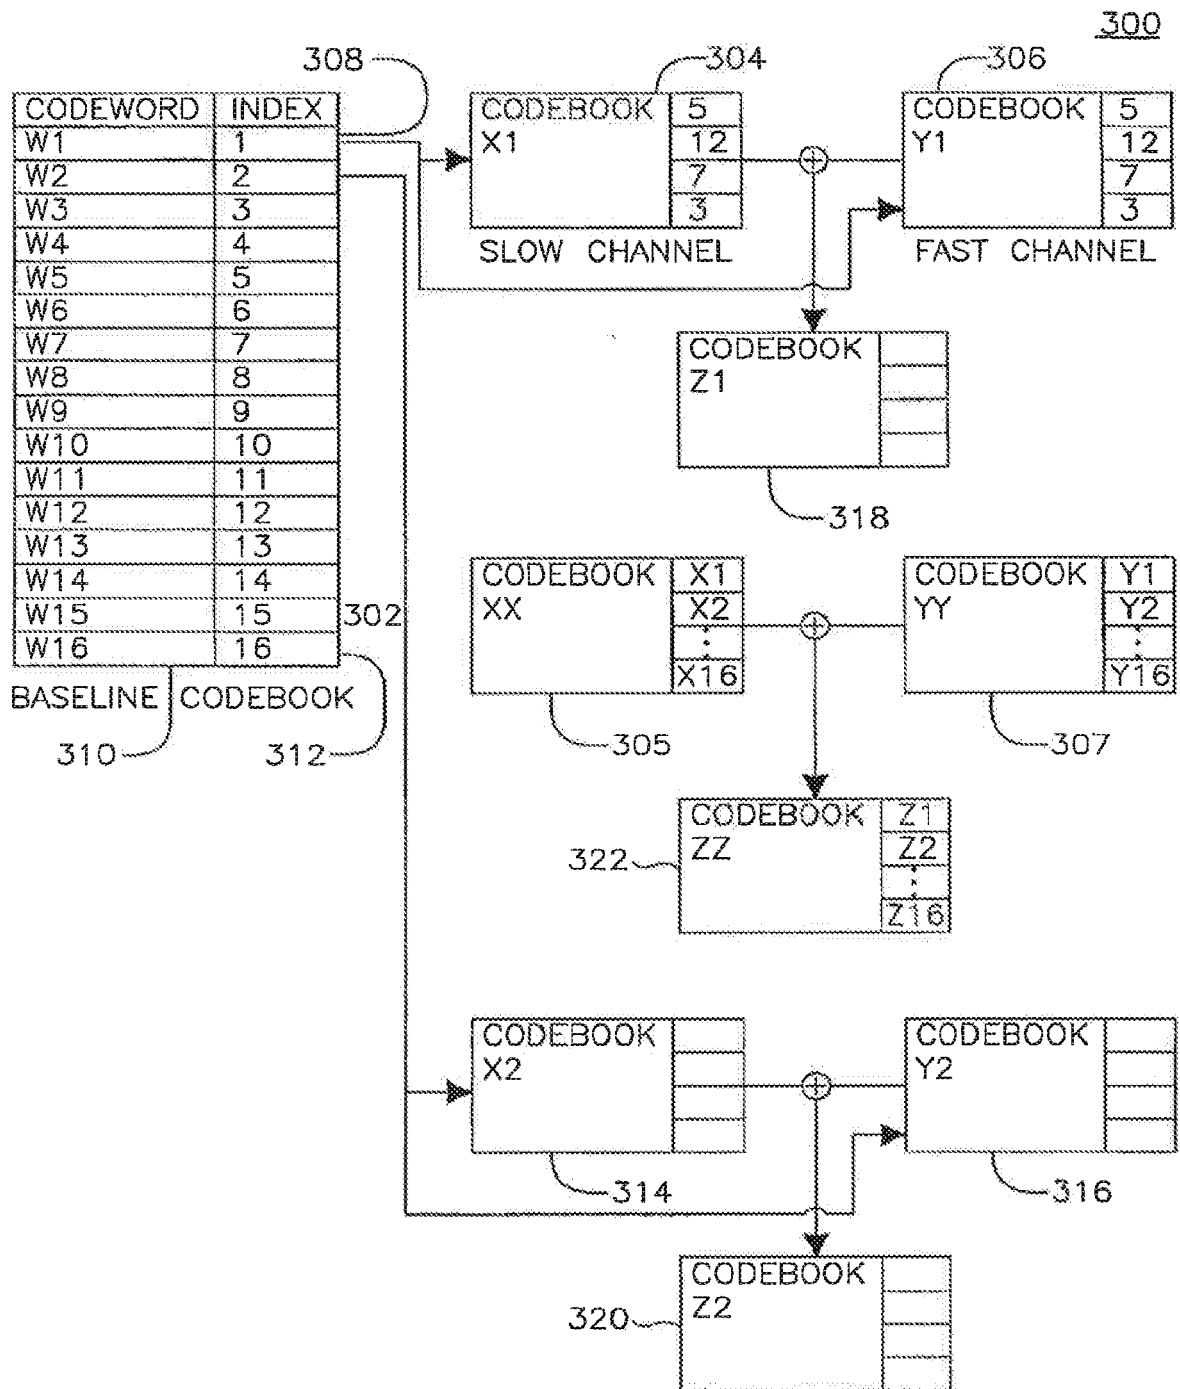 300
308
304
306
CODEWORD INDEX
W1 1
W2 2
W3 3
W4 4
W5 5
W6 6
W7 7
W8 8
W9 9
W10 10
W11 11
W12 12
W13 13
W14 14
W15 15
W16 16
302
BASELINE CODEBOOK
310
312
CODEBOOK
X1
5
12
7
3
SLOW CHANNEL
CODEBOOK
Y1
5
12
7
3
FAST CHANNEL
CODEBOOK
Z1
318
CODEBOOK
XX
X1
X2
X16
305
CODEBOOK
YY
Y1
Y2
Y16
307
CODEBOOK
ZZ
Z1
Z2
Z16
322
CODEBOOK
X2
314
CODEBOOK
Y2
316
CODEBOOK
Z2
320